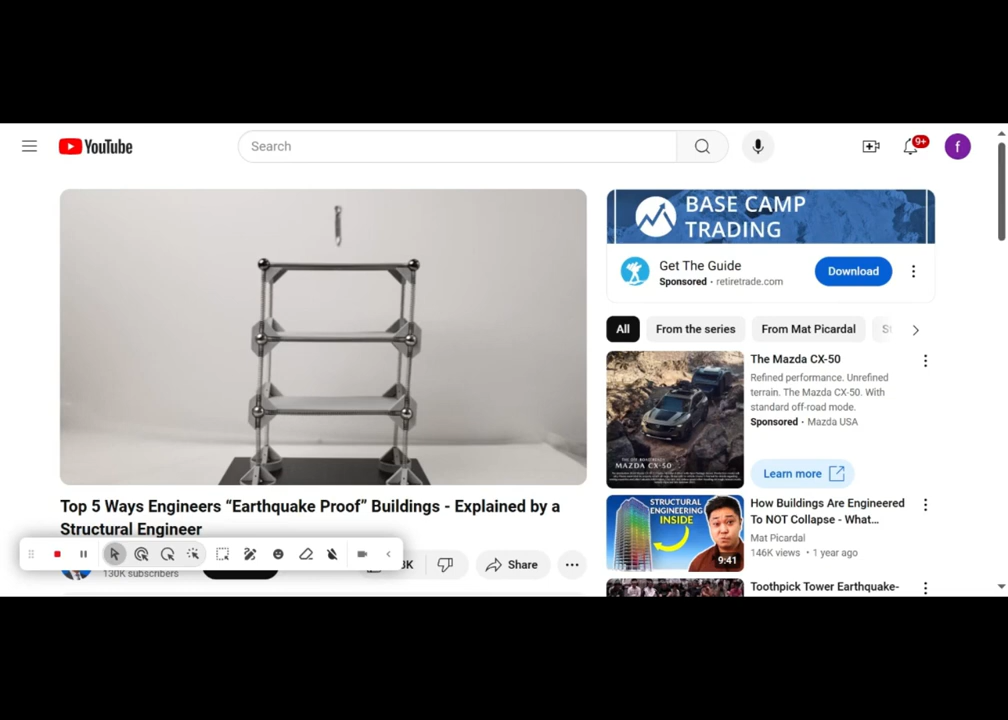 YouTube
Search
9+
f
BASE CAMP
TRADING
Get The Guide
Sponsored · retiretrade.com
Download
All
From the series
From Mat Picardal
The Mazda CX-50
Refined performance. Unrefined
terrain. The Mazda CX-50. With
standard off-road mode.
Sponsored · Mazda USA
MAZDA CX-50
Learn more
Top 5 Ways Engineers “Earthquake Proof” Buildings - Explained by a
Structural Engineer
130K subscribers
Share
STRUCTURAL
ENGINEERING
INSIDE
9:41
How Buildings Are Engineered
To NOT Collapse - What...
Mat Picardal
146K views · 1 year ago
Toothpick Tower Earthquake-